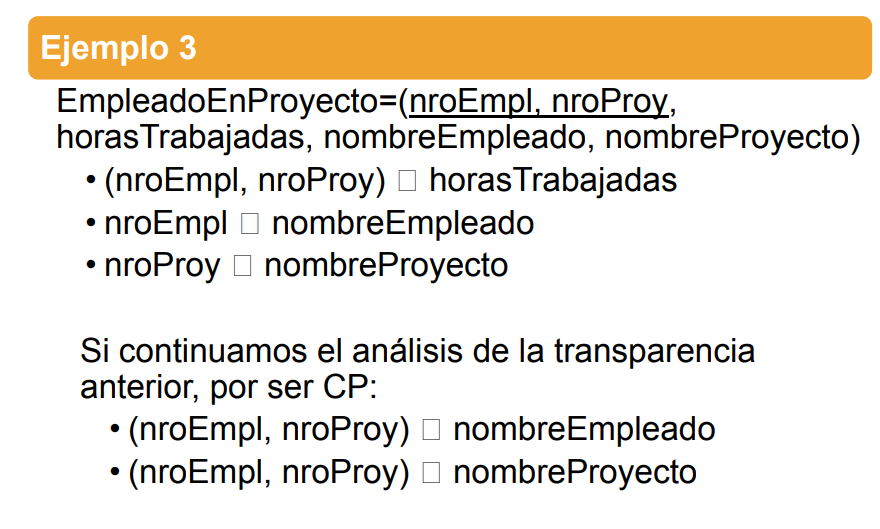 Ejemplo 3
EmpleadoEnProyecto=(nroEmpl, nroProy,
horasTrabajadas, nombreEmpleado, nombreProyecto)
• (nroEmpl, nroProy) □ horasTrabajadas
• nroEmpl □ nombreEmpleado
• nroProy □ nombreProyecto
Si continuamos el análisis de la transparencia
anterior, por ser CP:
• (nroEmpl, nroProy) □ nombreEmpleado
• (nroEmpl, nroProy) □ nombreProyecto